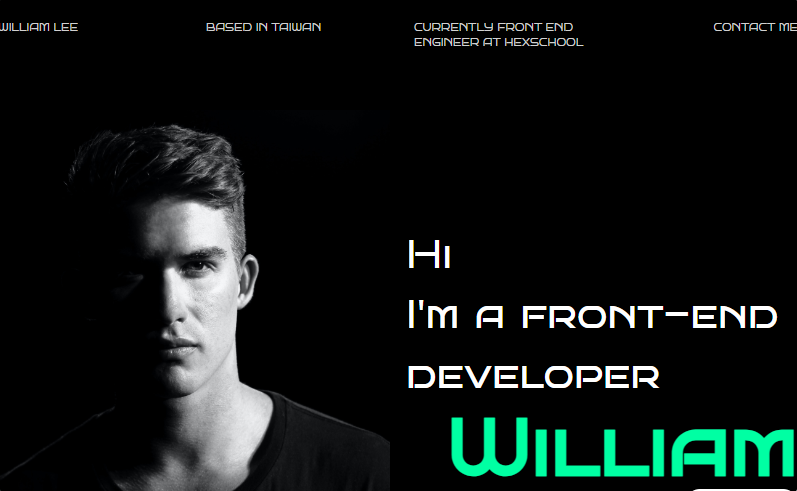 WILLIAM LEE
BASED IN TAIWAN
CURRENTLY FRONT END
ENGINEER AT HEXSCHOOL
CONTACT ME
Hi
I'm a front-end
developer
William